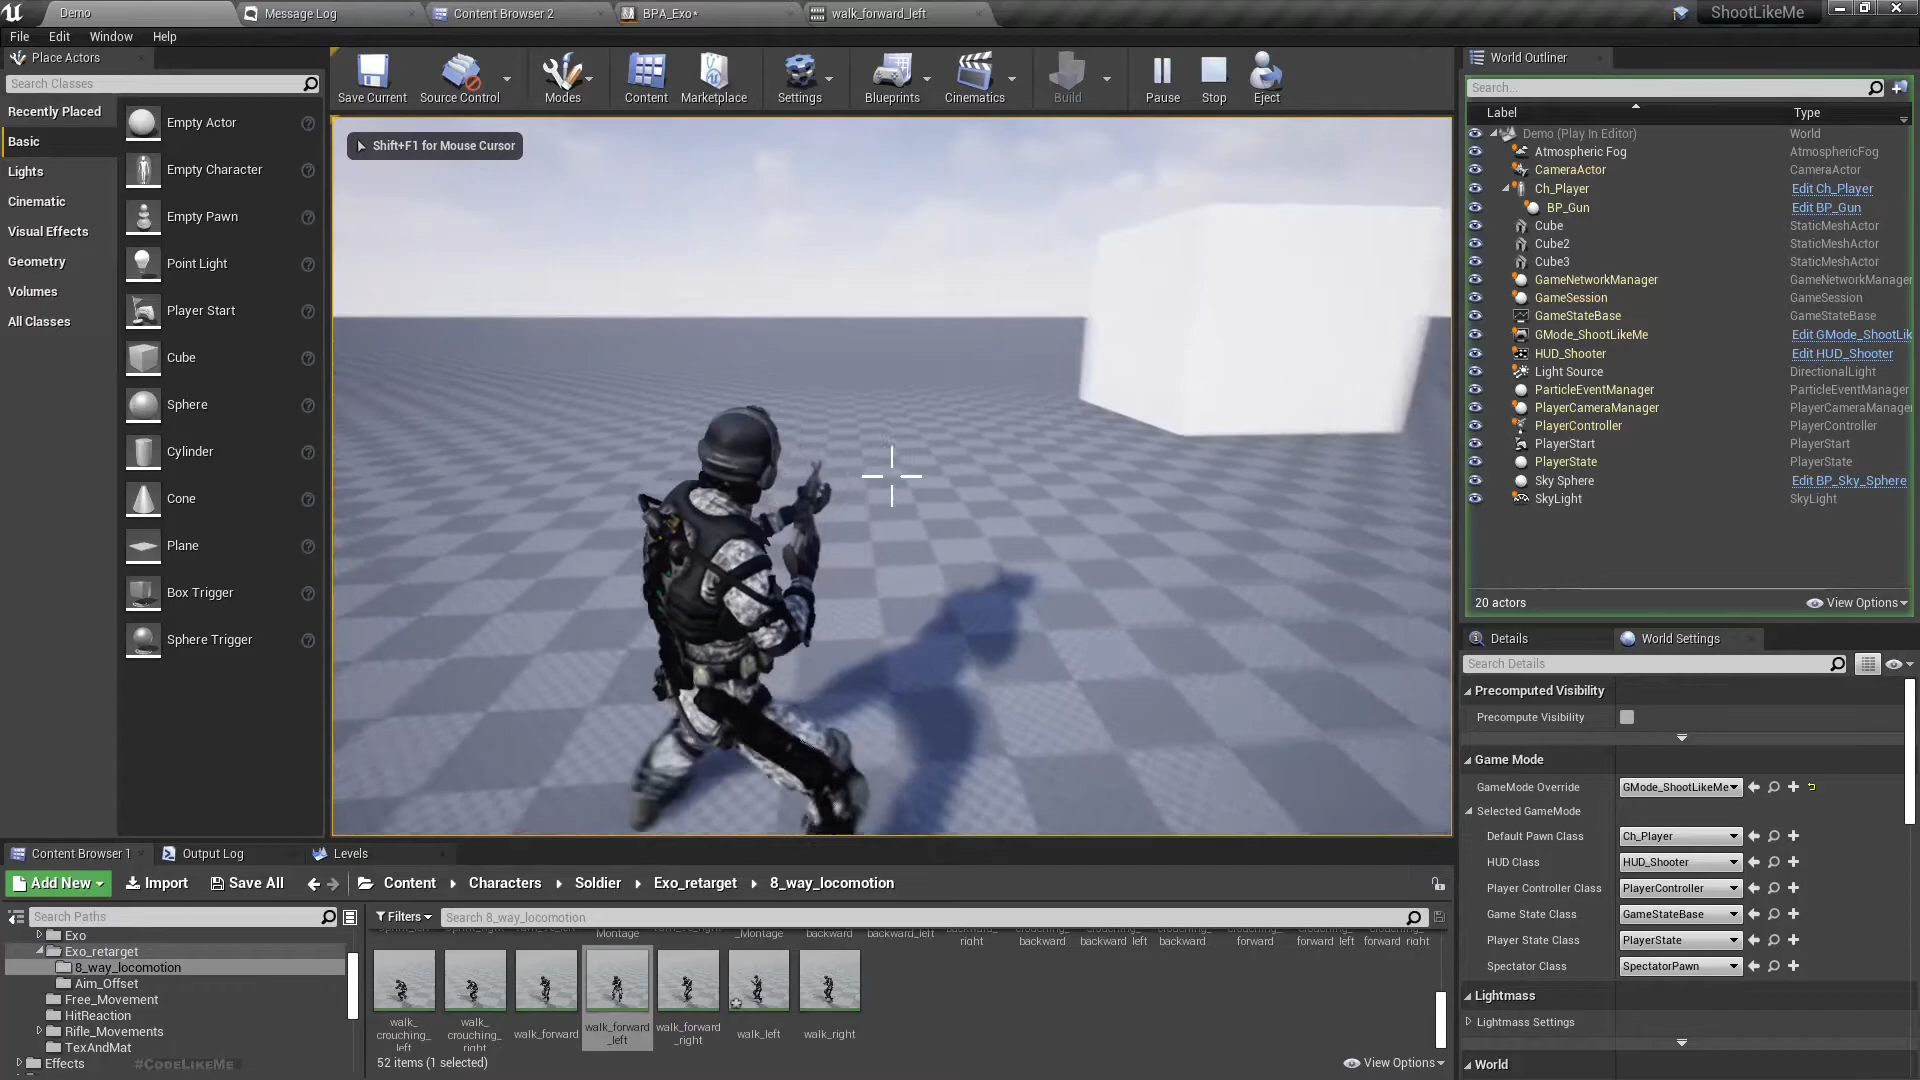 Demo
Message Log
Content Browser 2
BPA_Exo*
walk_forward_left
ShootLikeMe
File Edit Window Help
Place Actors
Search Classes
Recently Placed
Basic
Lights
Cinematic
Visual Effects
Geometry
Volumes
All Classes
Empty Actor
Empty Character
Empty Pawn
Point Light
Player Start
Cube
Sphere
Cylinder
Cone
Plane
Box Trigger
Sphere Trigger
Save Current
Source Control
Modes
Content
Marketplace
Settings
Blueprints
Cinematics
Build
Pause
Stop
Eject
Shift+F1 for Mouse Cursor
World Outliner
Search...
Label Type
Demo (Play In Editor) World
Atmospheric Fog AtmosphericFog
CameraActor CameraActor
Ch_Player Edit Ch_Player
BP_Gun Edit BP_Gun
Cube StaticMeshActor
Cube2 StaticMeshActor
Cube3 StaticMeshActor
GameNetworkManager GameNetworkManager
GameSession GameSession
GameStateBase GameStateBase
GMode_ShootLikeMe Edit GMode_ShootLik
HUD_Shooter Edit HUD_Shooter
Light Source DirectionalLight
ParticleEventManager ParticleEventManager
PlayerCameraManager PlayerCameraManager
PlayerController PlayerController
PlayerStart PlayerStart
PlayerState PlayerState
Sky Sphere Edit BP_Sky_Sphere
SkyLight SkyLight
20 actors
View Options
Details
World Settings
Search Details
Precomputed Visibility
Precompute Visibility
Game Mode
GameMode Override GMode_ShootLikeMe
Selected GameMode
Default Pawn Class Ch_Player
HUD Class HUD_Shooter
Player Controller Class PlayerController
Game State Class GameStateBase
Player State Class PlayerState
Spectator Class SpectatorPawn
Lightmass
Lightmass Settings
World
Content Browser 1
Output Log
Levels
Add New
Import
Save All
Content Characters Soldier Exo_retarget 8_way_locomotion
Search Paths
Filters
Search 8_way_locomotion
Exo
Exo_retarget
8_way_locomotion
Aim_Offset
Free_Movement
HitReaction
Rifle_Movements
TexAndMat
Effects
#CODELIKEME
Montage
_Montage
backward
backward_left
right
backward
backward_left
backward
forward
forward_left
forward_right
walk_
crouching_
left
walk_
crouching_
right
walk_forward
walk_forward
_left
walk_forward
_right
walk_left
walk_right
52 items (1 selected)
View Options